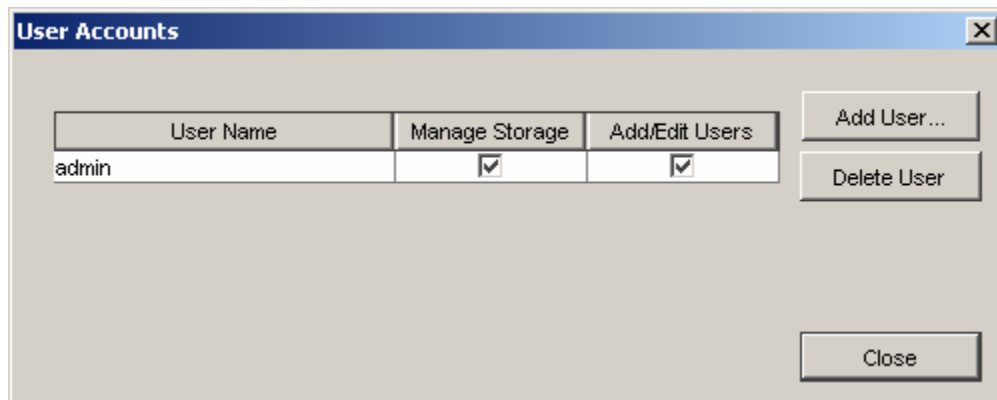 User Accounts
User Name Manage Storage Add/Edit Users
admin
Add User...
Delete User
Close